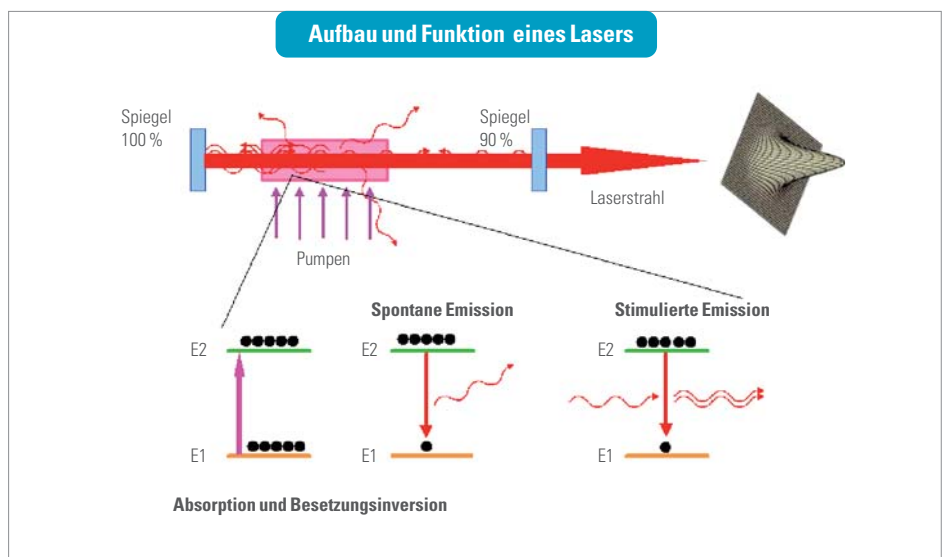 Aufbau und Funktion eines Lasers
Spiegel
100 %
Spiegel
90 %
Laserstrahl
Pumpen
Spontane Emission
Stimulierte Emission
E2
E2
E2
E1
E1
E1
Absorption und Besetzungsinversion